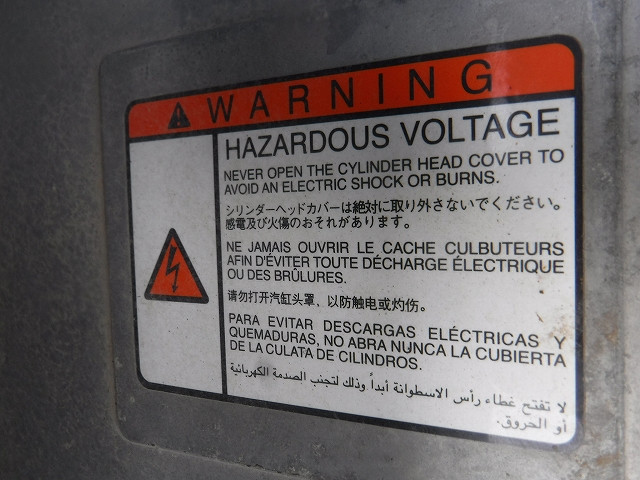 WARNING
HAZARDOUS VOLTAGE
NEVER OPEN THE CYLINDER HEAD COVER TO
AVOID AN ELECTRIC SHOCK OR BURNS.
シリンダーヘッドカバーは絶対に取り外さないでください。
感電及び火傷のおそれがあります。
NE JAMAIS OUVRIR LE CACHE CULBUTEURS
AFIN D'ÉVITER TOUTE DÉCHARGE ÉLECTRIQUE
OU DES BRÛLURES.
请勿打开汽缸头罩，以防触电或灼伤。
PARA EVITAR DESCARGAS ELÉCTRICAS Y
QUEMADURAS, NO ABRA NUNCA LA CUBIERTA
DE LA CULATA DE CILINDROS.
لا تفتح غطاء رأس الاسطوانة أبداً وذلك لتجنب الصدمة الكهربائية
أو الحروق.